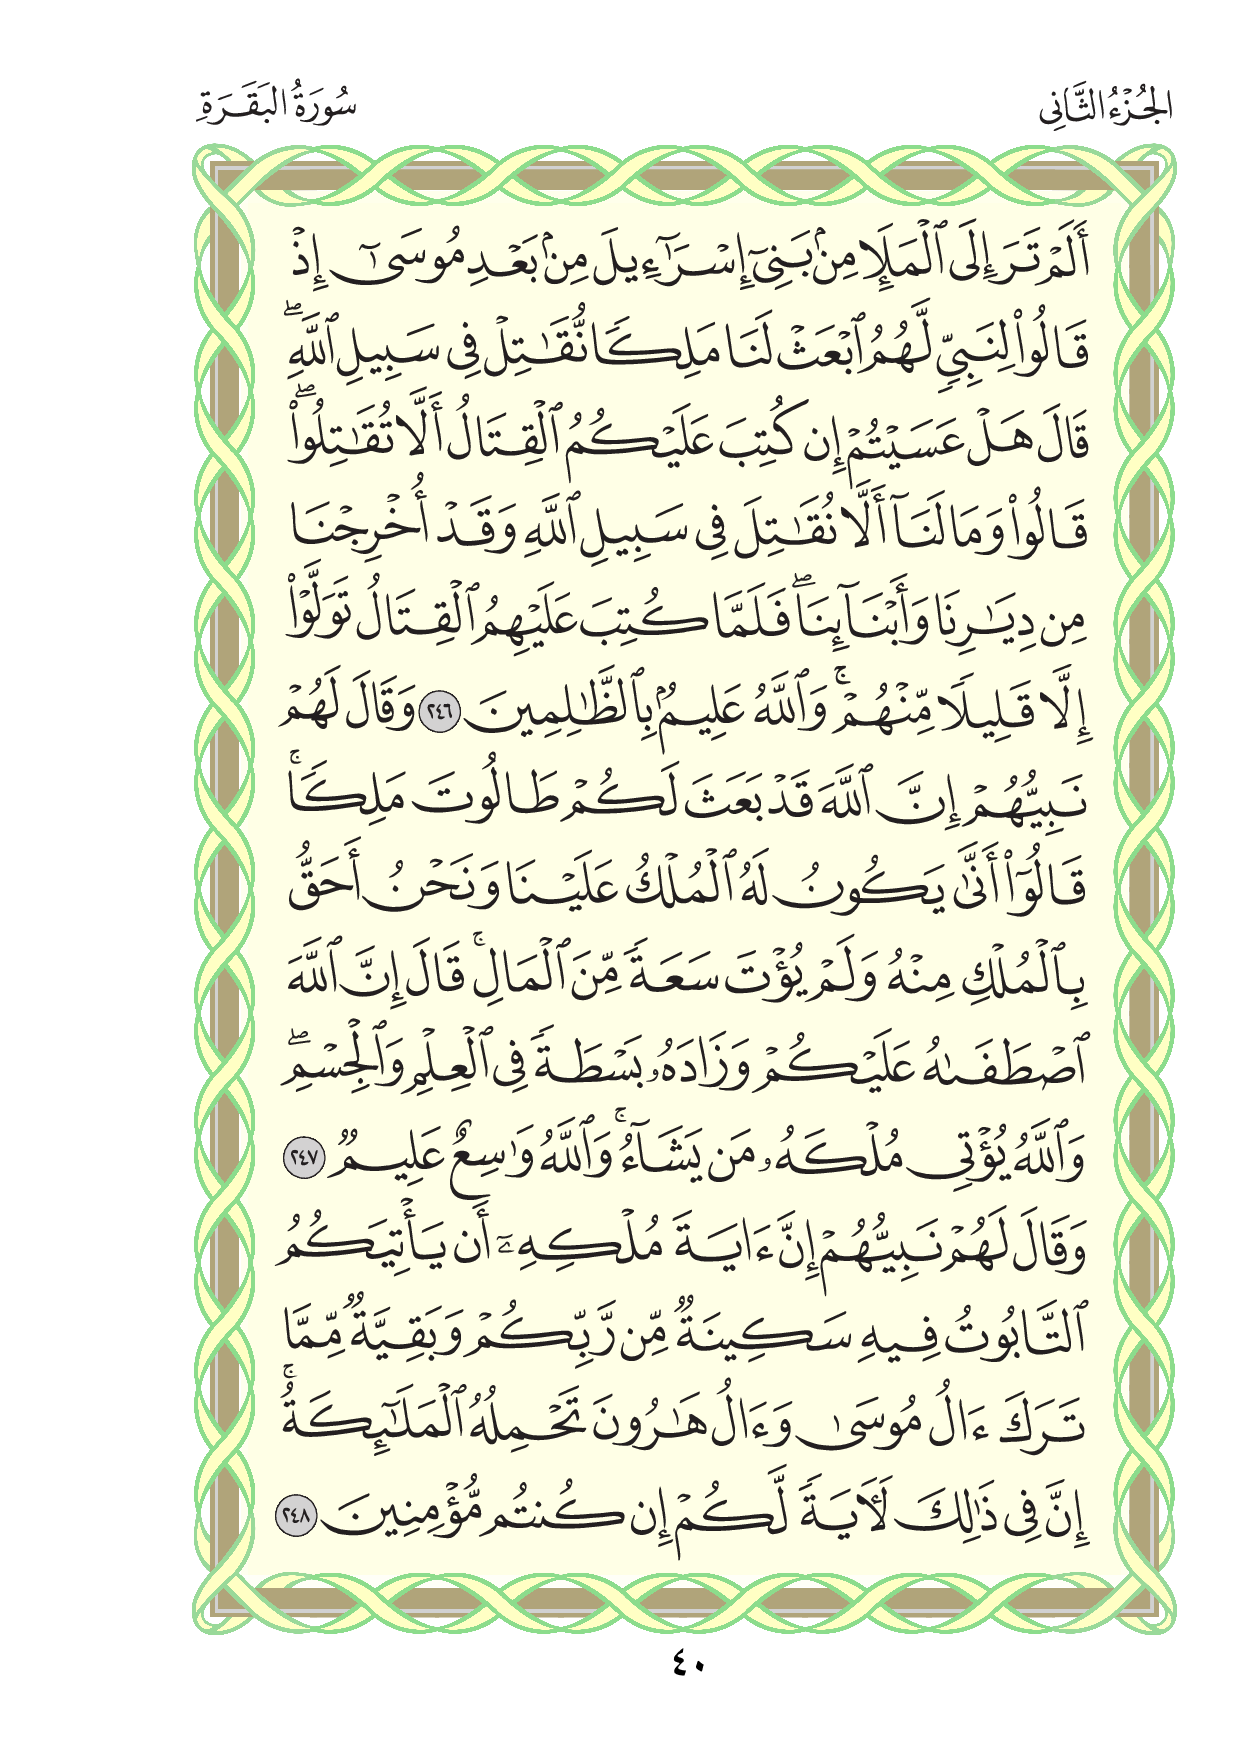 الجُزْءُ الثَّانِي
سُورَةُ البَقَرَةِ
أَلَمْ تَرَ إِلَى ٱلْمَلَإِ مِنۢ بَنِىٓ إِسْرَٰٓءِيلَ مِنۢ بَعْدِ مُوسَىٰٓ إِذْ
قَالُوا۟ لِنَبِىٍّ لَّهُمُ ٱبْعَثْ لَنَا مَلِكًا نُّقَٰتِلْ فِى سَبِيلِ ٱللَّهِ ۖ
قَالَ هَلْ عَسَيْتُمْ إِن كُتِبَ عَلَيْكُمُ ٱلْقِتَالُ أَلَّا تُقَٰتِلُوا۟ ۖ
قَالُوا۟ وَمَا لَنَآ أَلَّا نُقَٰتِلَ فِى سَبِيلِ ٱللَّهِ وَقَدْ أُخْرِجْنَا
مِن دِيَٰرِنَا وَأَبْنَآئِنَا ۖ فَلَمَّا كُتِبَ عَلَيْهِمُ ٱلْقِتَالُ تَوَلَّوْا۟
إِلَّا قَلِيلًا مِّنْهُمْ ۚ وَٱللَّهُ عَلِيمٌۢ بِٱلظَّٰلِمِينَ ٢٤٦ وَقَالَ لَهُمْ
نَبِيُّهُمْ إِنَّ ٱللَّهَ قَدْ بَعَثَ لَكُمْ طَالُوتَ مَلِكًا ۚ
قَالُوٓا۟ أَنَّىٰ يَكُونُ لَهُ ٱلْمُلْكُ عَلَيْنَا وَنَحْنُ أَحَقُّ
بِٱلْمُلْكِ مِنْهُ وَلَمْ يُؤْتَ سَعَةً مِّنَ ٱلْمَالِ ۚ قَالَ إِنَّ ٱللَّهَ
ٱصْطَفَىٰهُ عَلَيْكُمْ وَزَادَهُۥ بَسْطَةً فِى ٱلْعِلْمِ وَٱلْجِسْمِ ۖ
وَٱللَّهُ يُؤْتِى مُلْكَهُۥ مَن يَشَآءُ ۚ وَٱللَّهُ وَٰسِعٌ عَلِيمٌ ٢٤٧
وَقَالَ لَهُمْ نَبِيُّهُمْ إِنَّ ءَايَةَ مُلْكِهِۦٓ أَن يَأْتِيَكُمُ
ٱلتَّابُوتُ فِيهِ سَكِينَةٌ مِّن رَّبِّكُمْ وَبَقِيَّةٌ مِّمَّا
تَرَكَ ءَالُ مُوسَىٰ وَءَالُ هَٰرُونَ تَحْمِلُهُ ٱلْمَلَٰٓئِكَةُ ۚ
إِنَّ فِى ذَٰلِكَ لَءَايَةً لَّكُمْ إِن كُنتُم مُّؤْمِنِينَ ٢٤٨
٤٠